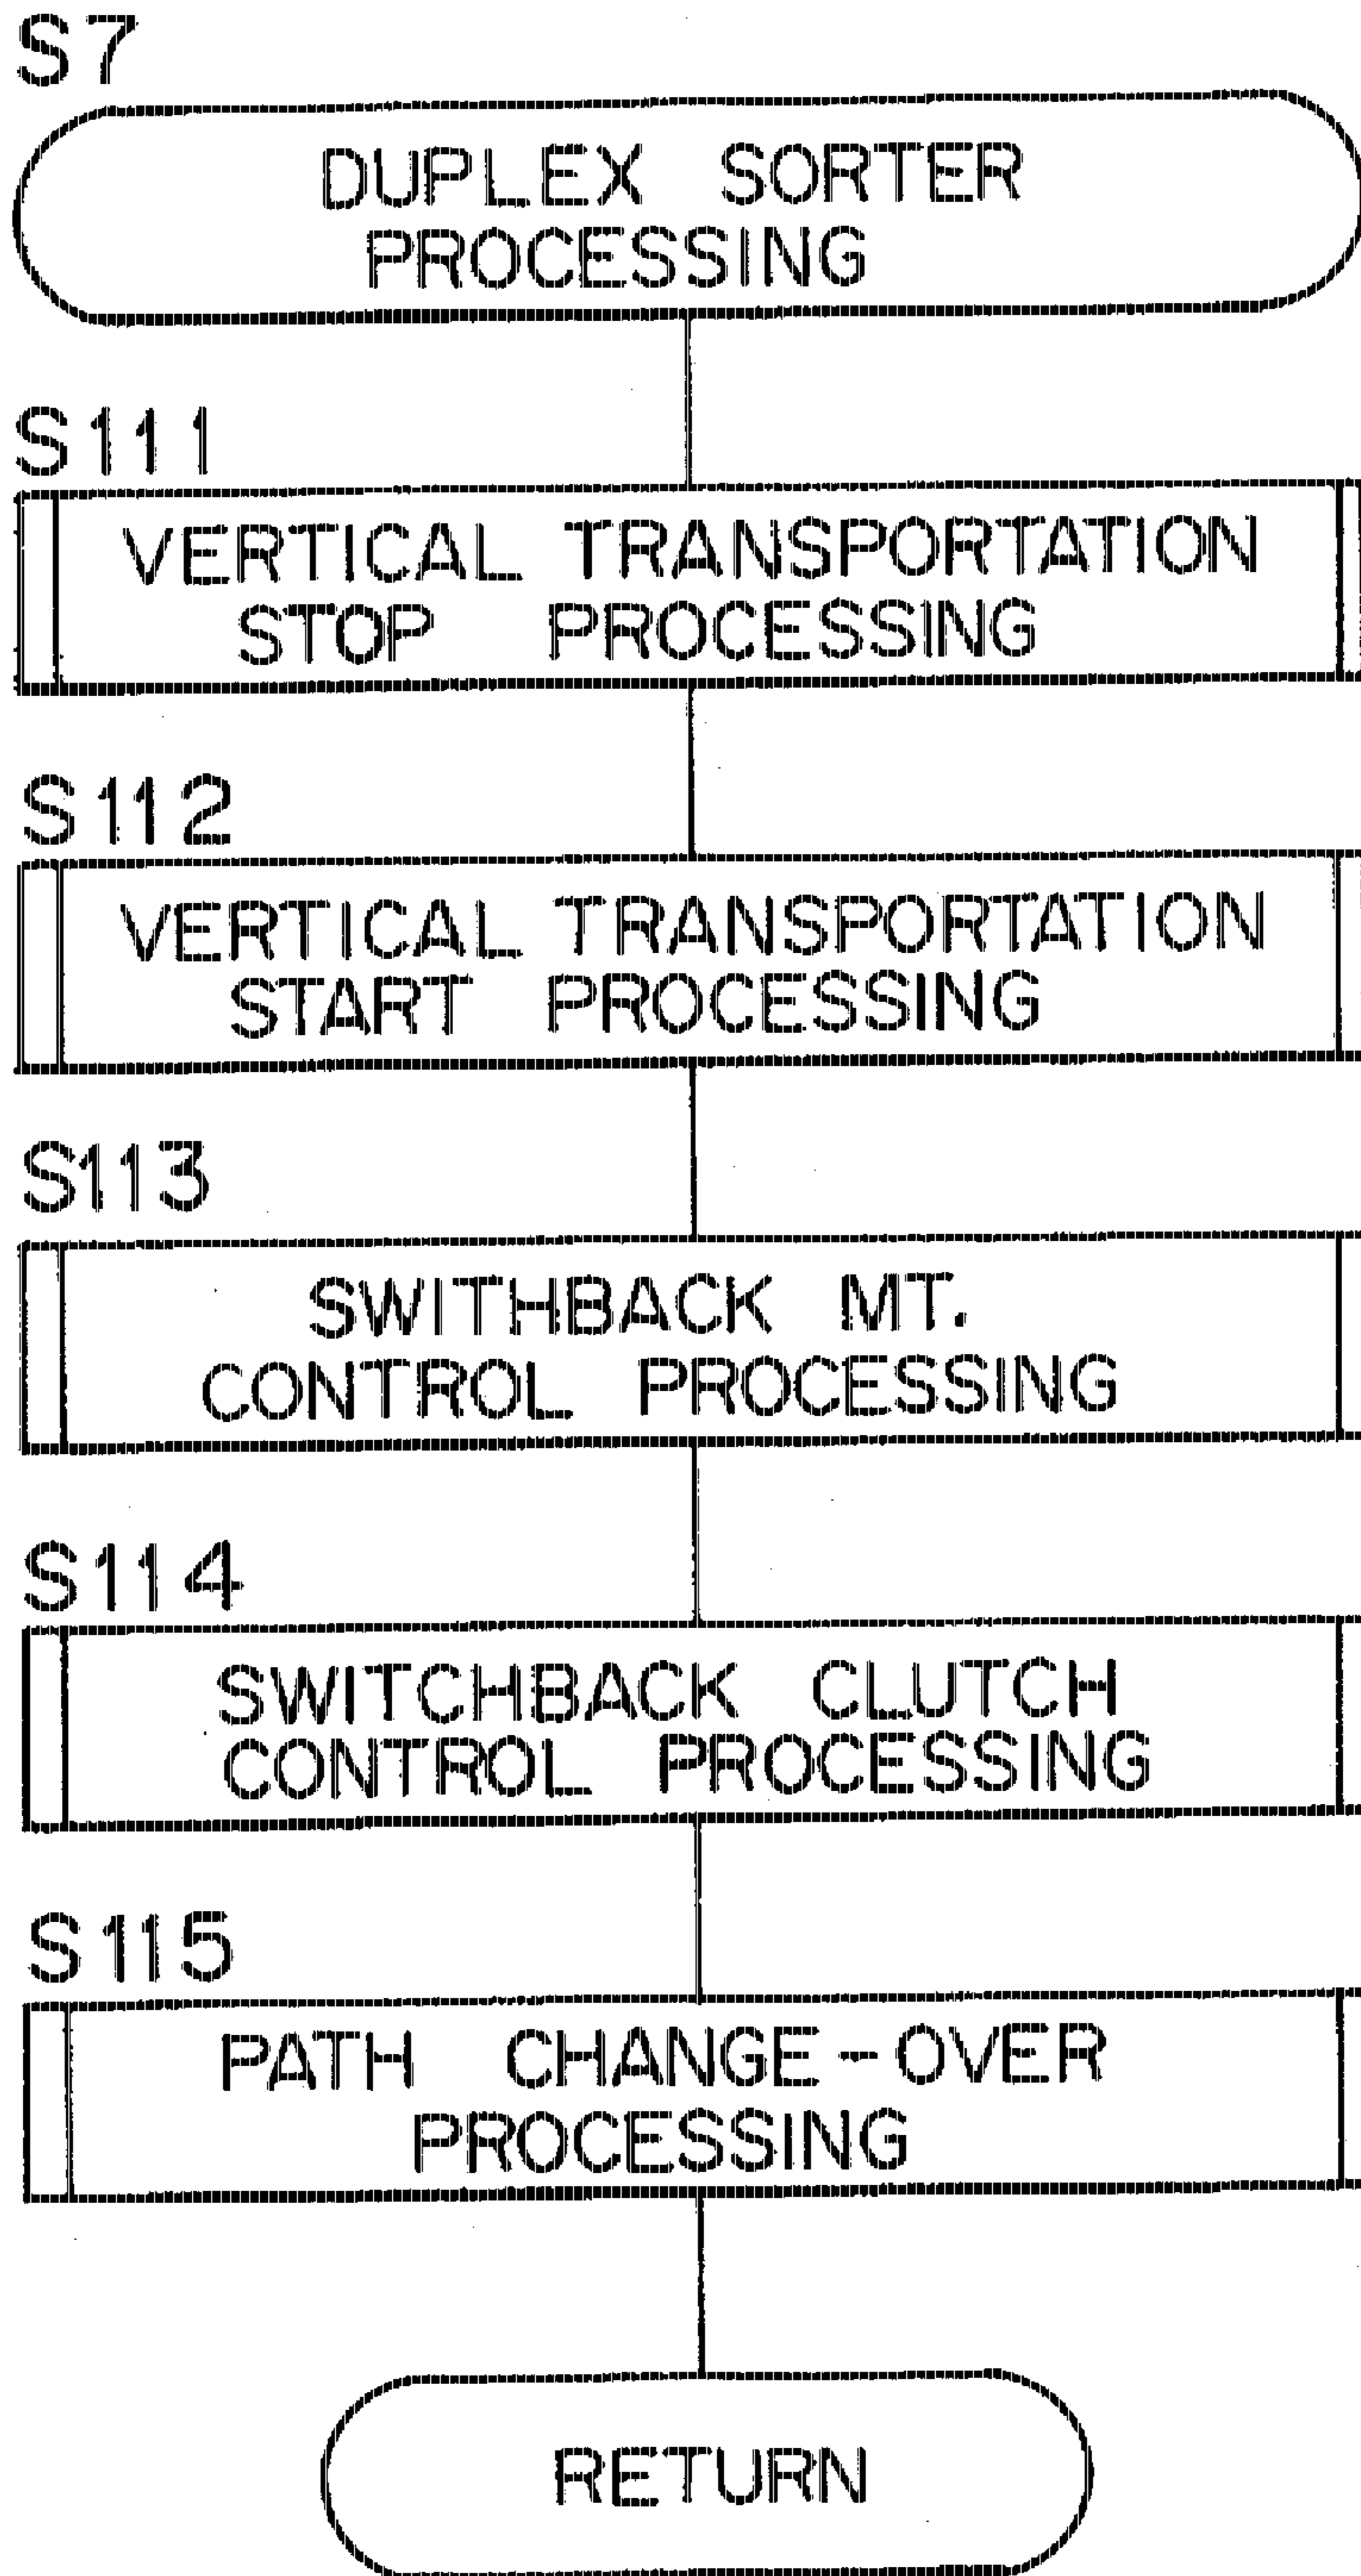 S7
DUPLEX SORTER
PROCESSING
S111
VERTICAL TRANSPORTATION
STOP PROCESSING
S112
VERTICAL TRANSPORTATION
START PROCESSING
S113
SWITHBACK MT.
CONTROL PROCESSING
S114
SWITCHBACK CLUTCH
CONTROL PROCESSING
S115
PATH CHANGE-OVER
PROCESSING
RETURN